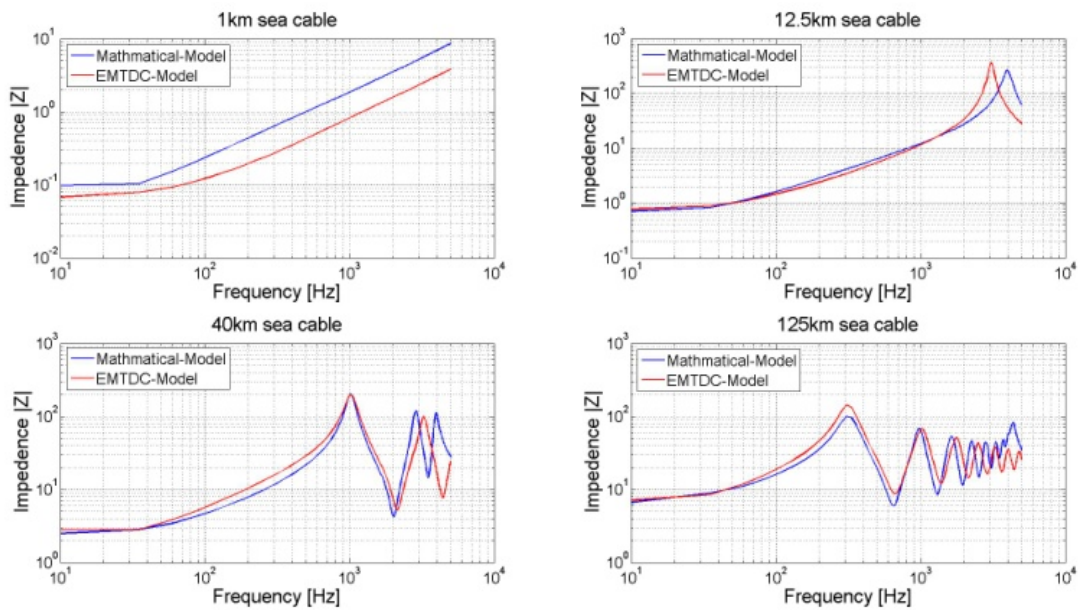 1km sea cable
Mathmatical-Model
EMTDC-Model
Impedence |Z|
10^1
10^0
10^-1
10^-2
10^1 10^2 10^3 10^4
Frequency [Hz]
12.5km sea cable
Mathmatical-Model
EMTDC-Model
Impedence |Z|
10^3
10^2
10^1
10^0
10^-1
10^1 10^2 10^3 10^4
Frequency [Hz]
40km sea cable
Mathmatical-Model
EMTDC-Model
Impedence |Z|
10^3
10^2
10^1
10^0
10^1 10^2 10^3 10^4
Frequency [Hz]
125km sea cable
Mathmatical-Model
EMTDC-Model
Impedence |Z|
10^3
10^2
10^1
10^0
10^1 10^2 10^3 10^4
Frequency [Hz]